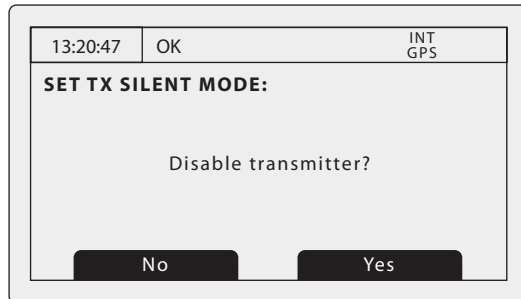 13:20:47 OK INT
GPS
SET TX SILENT MODE:
Disable transmitter?
No Yes